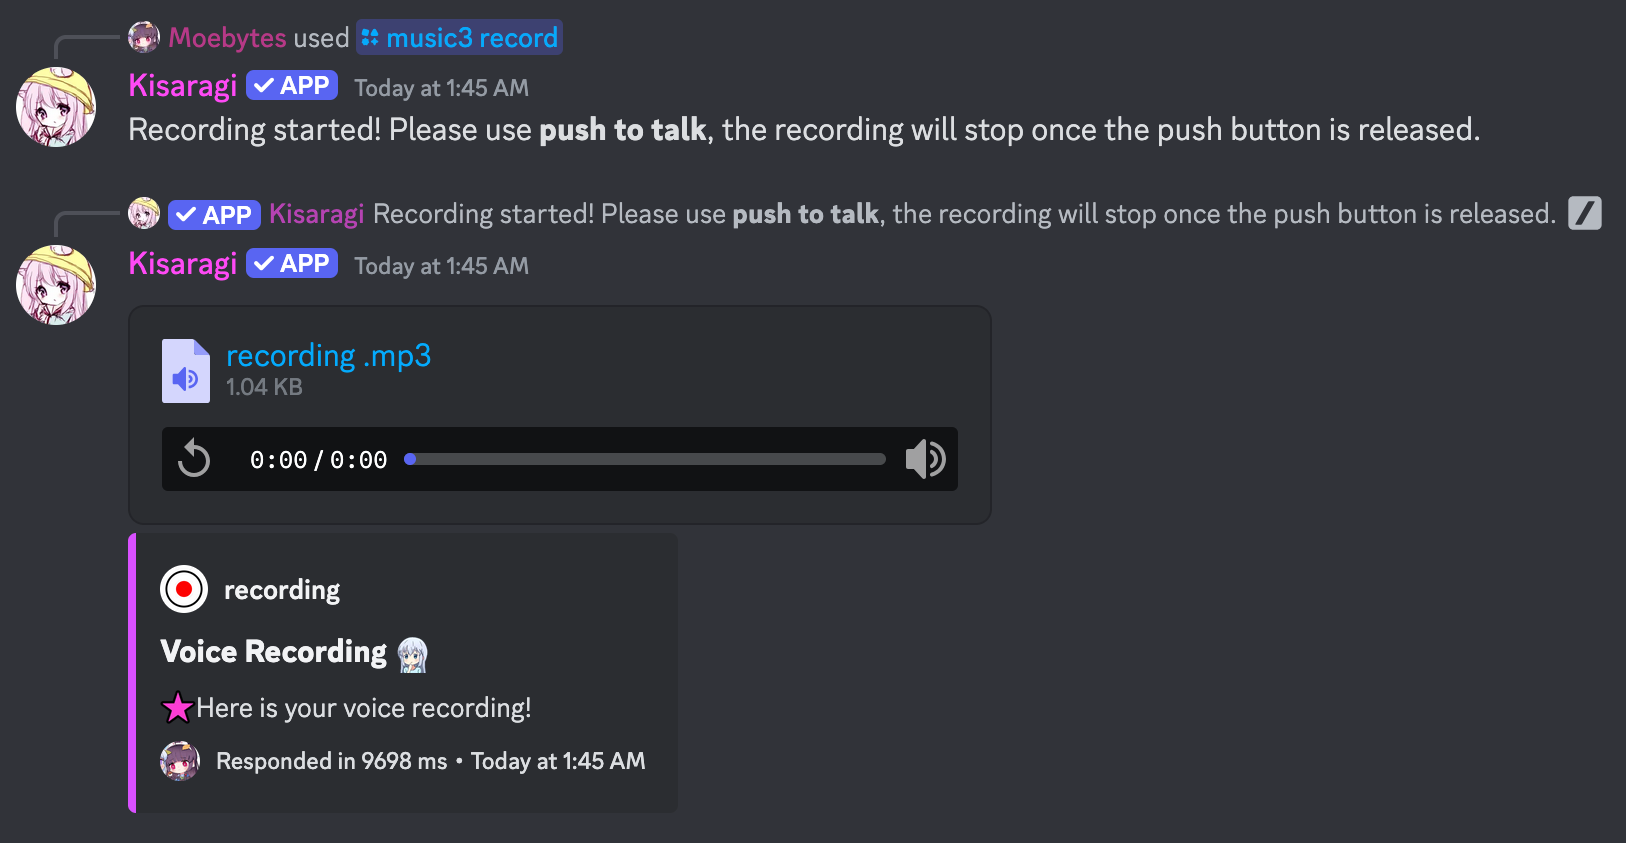 Moebytes used music3 record
Kisaragi APP Today at 1:45 AM
Recording started! Please use push to talk, the recording will stop once the push button is released.
APP Kisaragi Recording started! Please use push to talk, the recording will stop once the push button is released.
Kisaragi APP Today at 1:45 AM
recording .mp3
1.04 KB
0:00 / 0:00
recording
Voice Recording
Here is your voice recording!
Responded in 9698 ms • Today at 1:45 AM